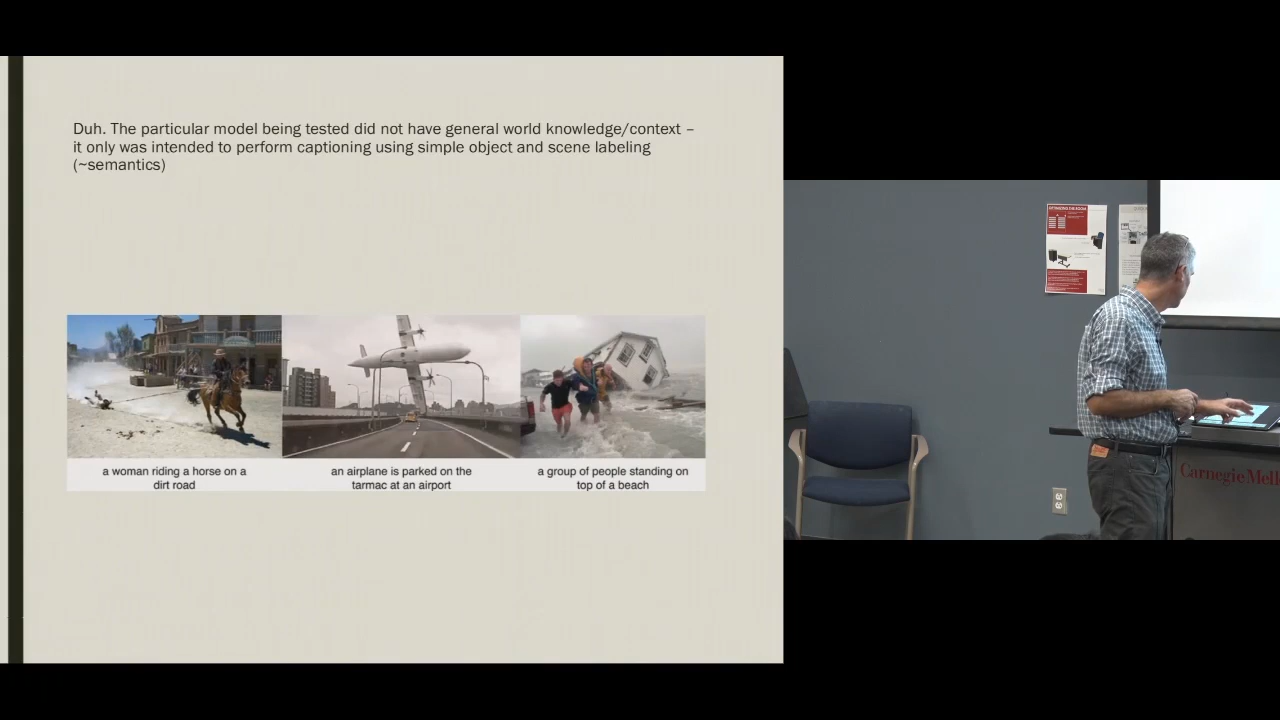 Duh. The particular model being tested did not have general world knowledge/context –
it only was intended to perform captioning using simple object and scene labeling
(~semantics)
a woman riding a horse on a
dirt road
an airplane is parked on the
tarmac at an airport
a group of people standing on
top of a beach
Carnegie